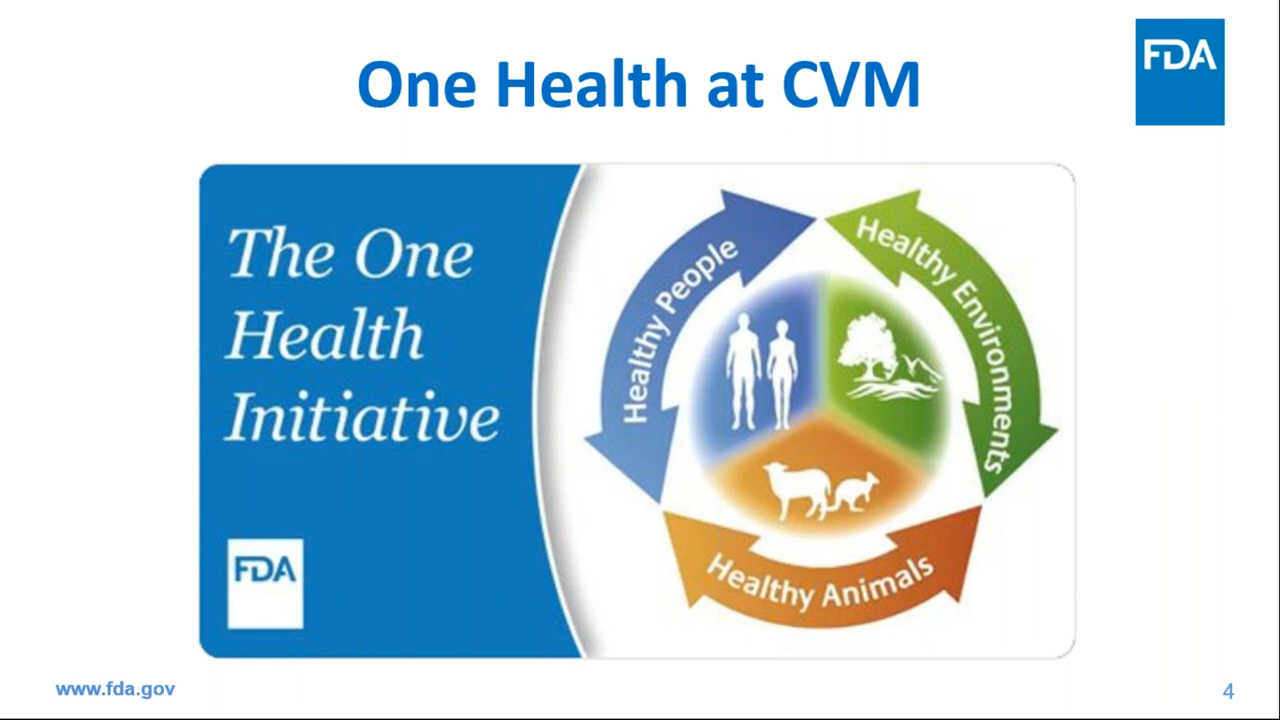 One Health at CVM
FDA
The One
Health
Initiative
FDA
Healthy People
Healthy Environments
Healthy Animals
www.fda.gov
4